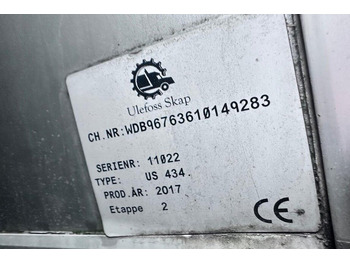 Ulefoss Skap
CH.NR:WDB96763610149283
SERIENR: 11022
TYPE: US 434.
PROD.ÅR: 2017
Etappe 2
CE